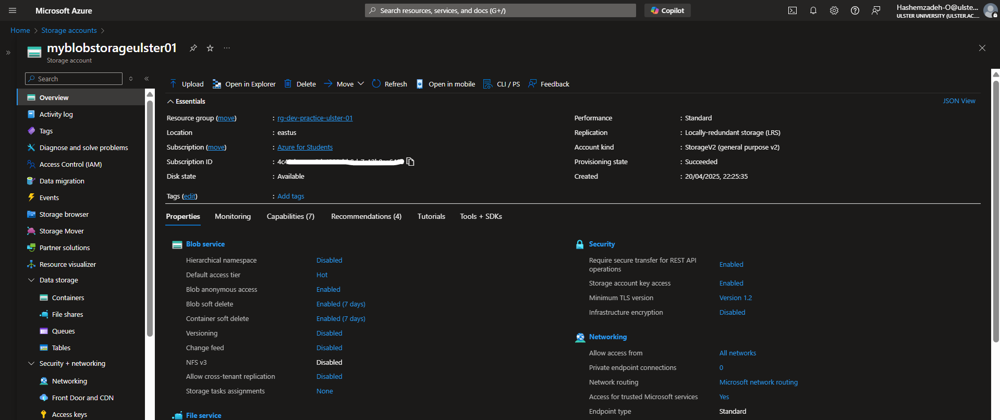 Microsoft Azure
Search resources, services, and docs (G+/)
Copilot
Hashemzadeh-O@ulste...
ULSTER UNIVERSITY (ULSTER.AC....
Home > Storage accounts >
myblobstorageulster01
Storage account
Search
Overview
Activity log
Tags
Diagnose and solve problems
Access Control (IAM)
Data migration
Events
Storage browser
Storage Mover
Partner solutions
Resource visualizer
Data storage
Containers
File shares
Queues
Tables
Security + networking
Networking
Front Door and CDN
Access keys
Upload Open in Explorer Delete Move Refresh Open in mobile CLI / PS Feedback
Essentials
JSON View
Resource group (move) : rg-dev-practice-ulster-01
Location : eastus
Subscription (move) : Azure for Students
Subscription ID :
Disk state : Available
Tags (edit) : Add tags
Performance : Standard
Replication : Locally-redundant storage (LRS)
Account kind : StorageV2 (general purpose v2)
Provisioning state : Succeeded
Created : 20/04/2025, 22:25:35
Properties Monitoring Capabilities (7) Recommendations (4) Tutorials Tools + SDKs
Blob service
Hierarchical namespace Disabled
Default access tier Hot
Blob anonymous access Enabled
Blob soft delete Enabled (7 days)
Container soft delete Enabled (7 days)
Versioning Disabled
Change feed Disabled
NFS v3 Disabled
Allow cross-tenant replication Disabled
Storage tasks assignments None
File service
Security
Require secure transfer for REST API
operations Enabled
Storage account key access Enabled
Minimum TLS version Version 1.2
Infrastructure encryption Disabled
Networking
Allow access from All networks
Private endpoint connections 0
Network routing Microsoft network routing
Access for trusted Microsoft services Yes
Endpoint type Standard